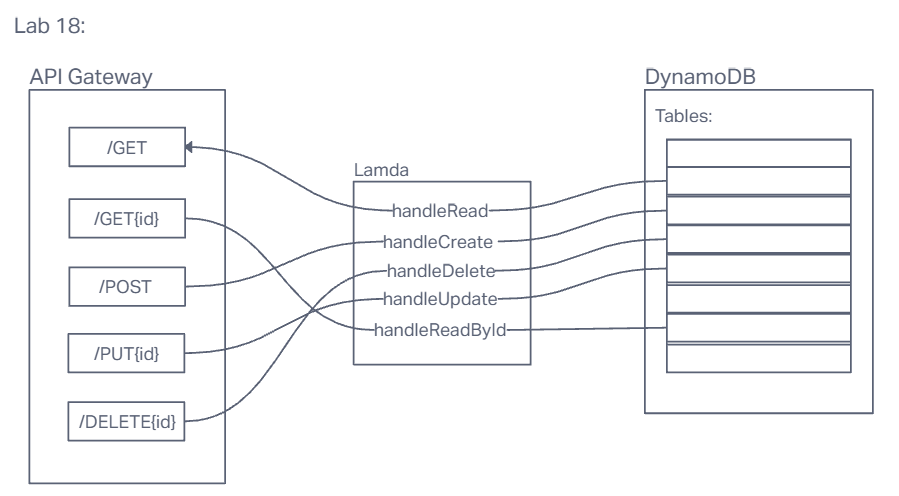 Lab 18:
API Gateway
/GET
/GET{id}
/POST
/PUT{id}
/DELETE{id}
Lamda
handleRead
handleCreate
handleDelete
handleUpdate
handleReadById
DynamoDB
Tables: